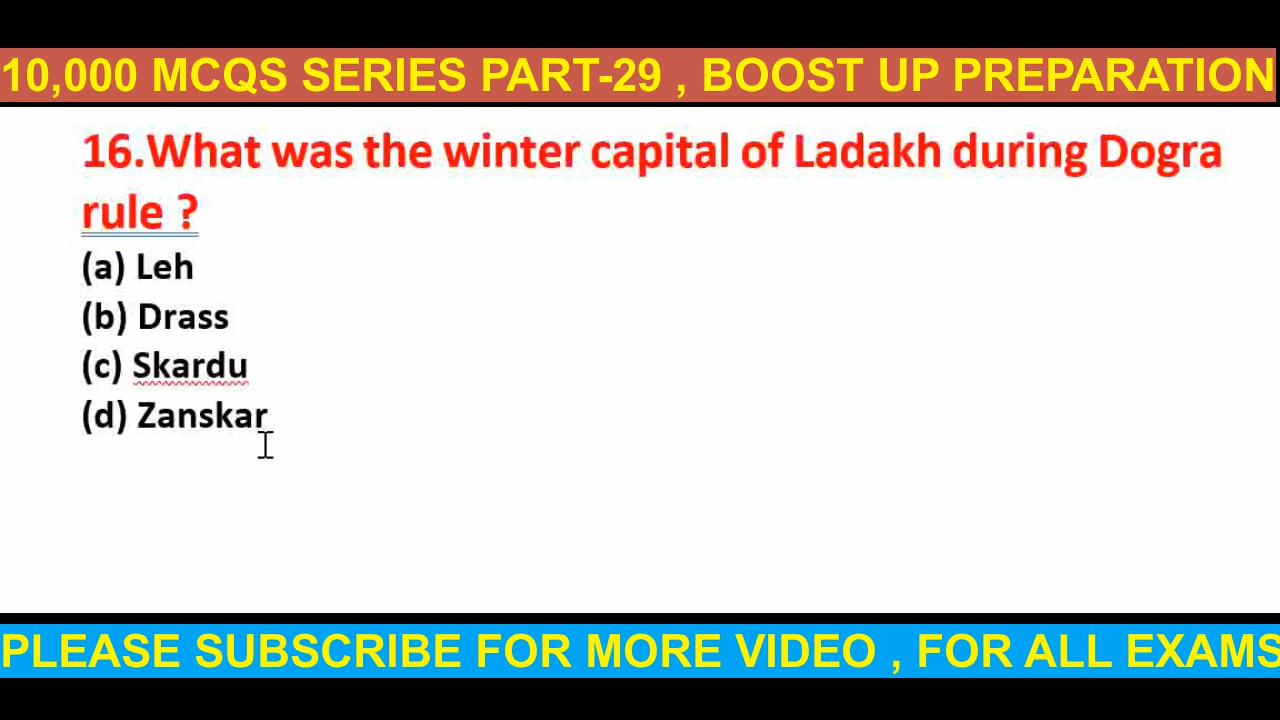 10,000 MCQS SERIES PART-29 , BOOST UP PREPARATION
16.What was the winter capital of Ladakh during Dogra
rule ?
(a) Leh
(b) Drass
(c) Skardu
(d) Zanskar
PLEASE SUBSCRIBE FOR MORE VIDEO , FOR ALL EXAMS